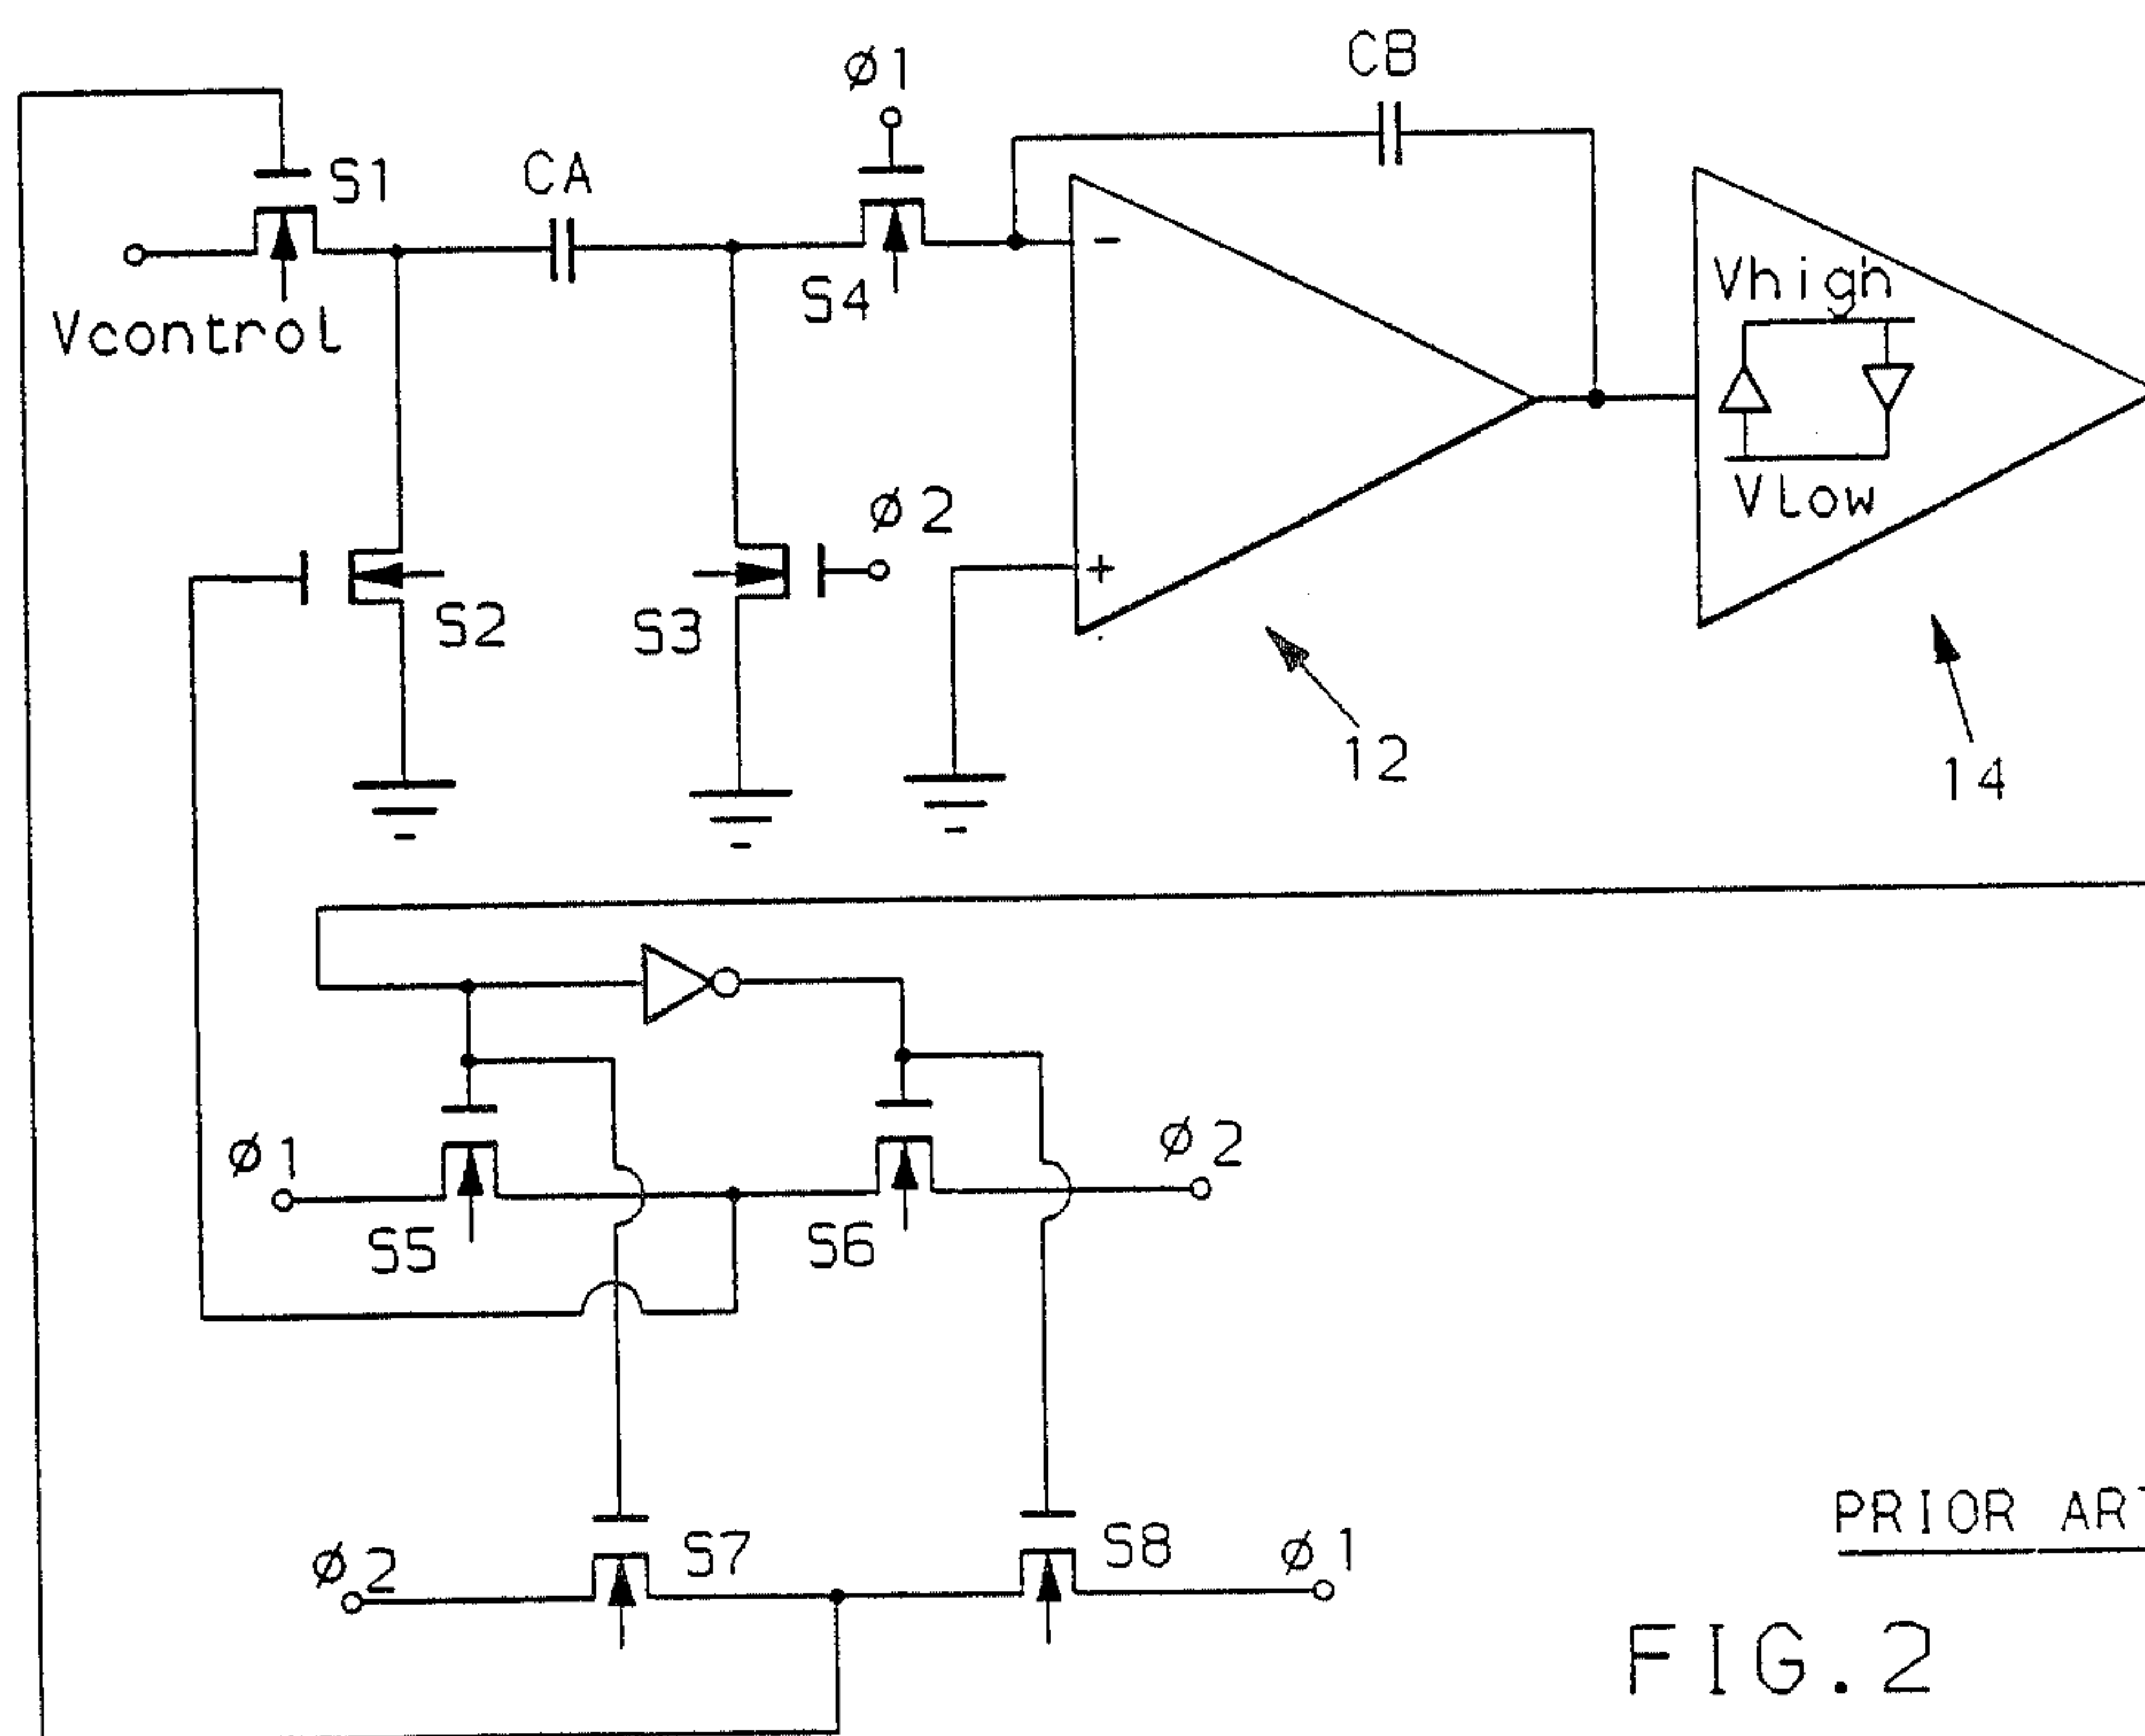 CB
ø1
S1
CA
S4
Vcontrol
Vhigh
VLow
-
+
ø2
S2
S3
12
14
ø1
ø2
S5
S6
S7
S8
ø2
ø1
PRIOR ART
FIG.2